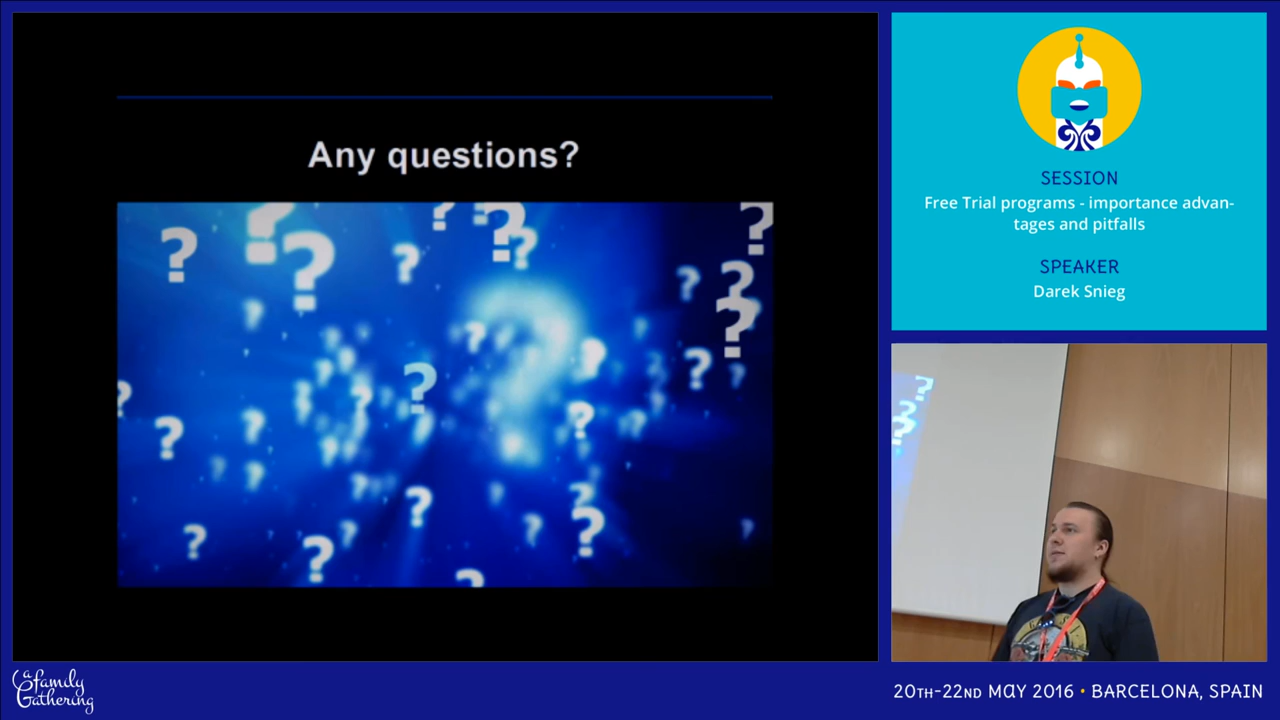 Any questions?
SESSION
Free Trial programs - importance advan-
tages and pitfalls
SPEAKER
Darek Snieg
a family
Gathering
20TH-22ND MAY 2016 • BARCELONA, SPAIN